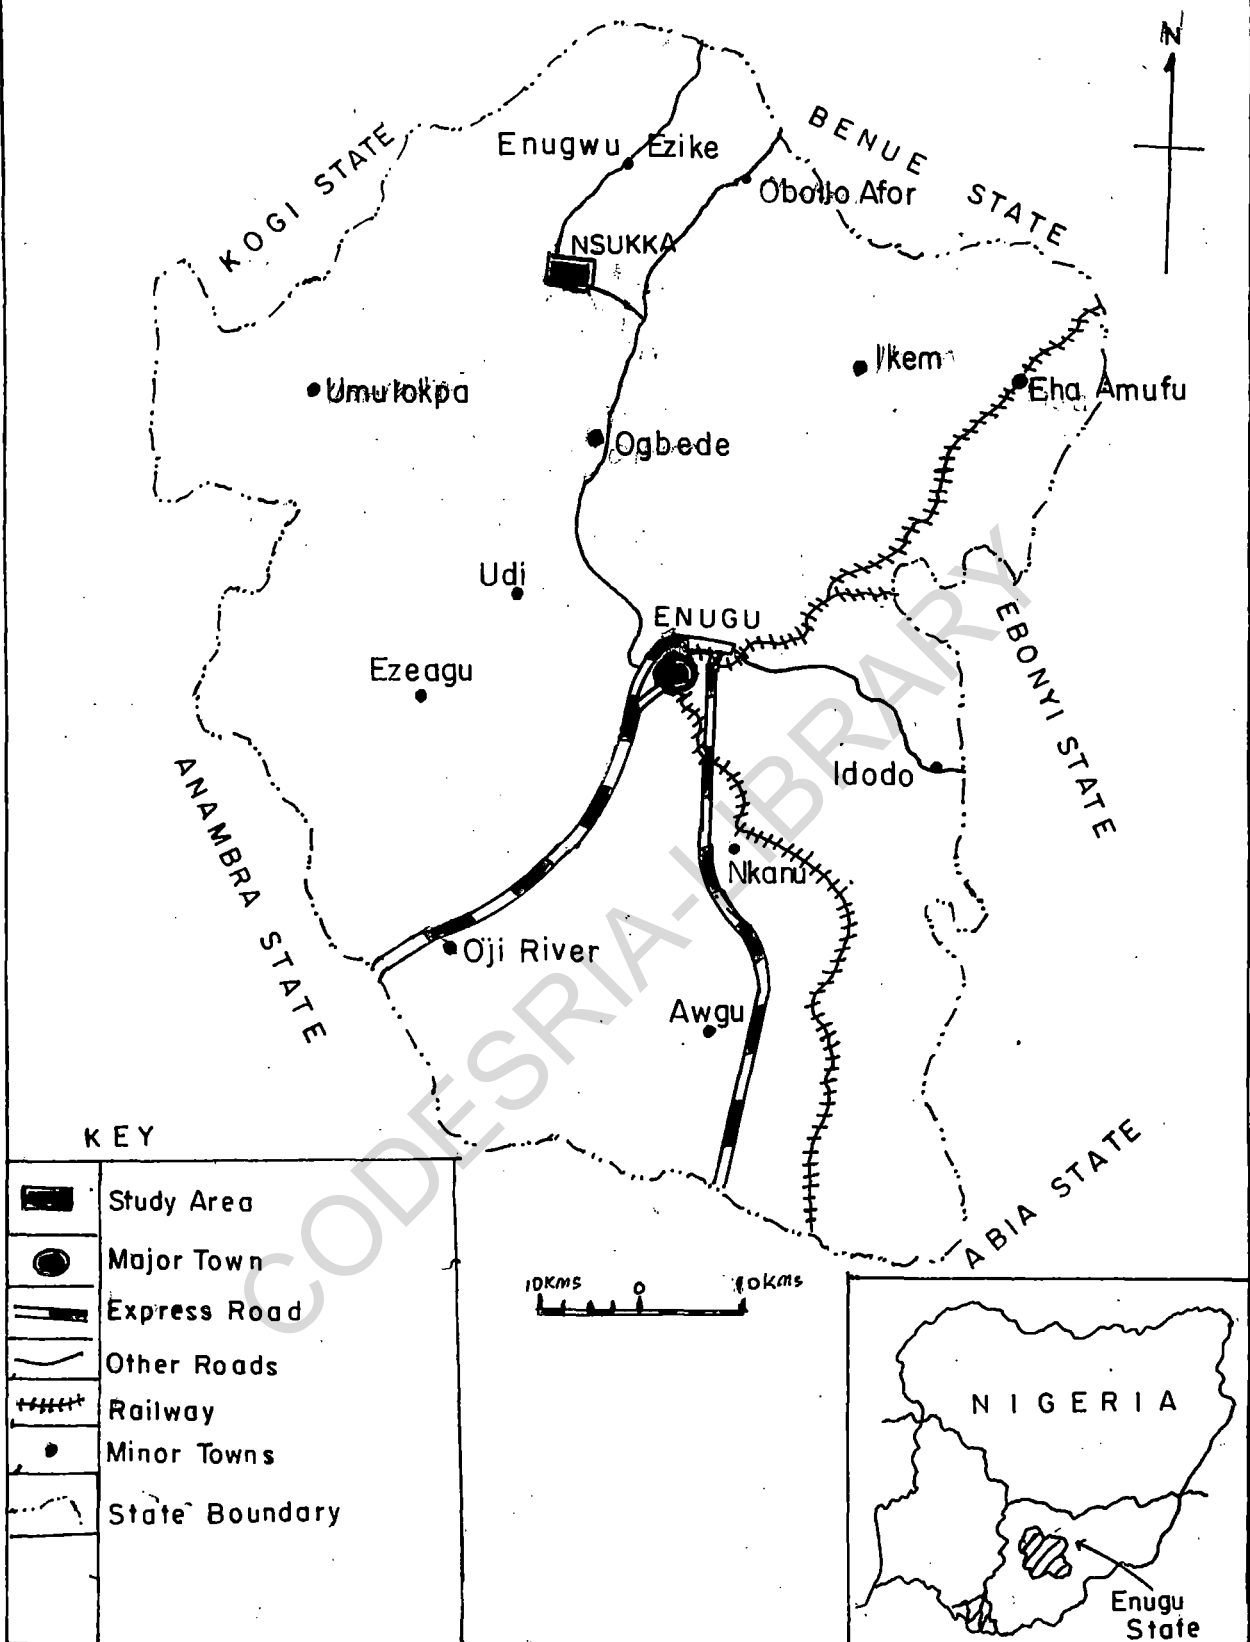 N
BENUE STATE
KOGI STATE
Enugwu Ezike
Obollo Afor
NSUKKA
Ikem
Eha Amufu
Umulokpa
Ogbede
Udi
ENUGU
EBONYI STATE
Ezeagu
Idodo
ANAMBRA STATE
Nkanu
Oji River
Awgu
CODESRIA-LIBRARY
ABIA STATE
KEY
Study Area
Major Town
Express Road
Other Roads
Railway
Minor Towns
State Boundary
10KMS 0 10KMS
NIGERIA
Enugu
State